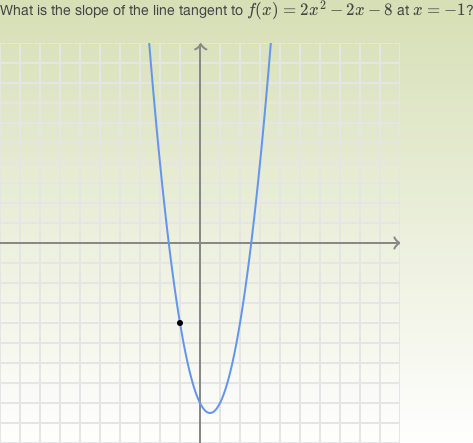 What is the slope of the line tangent to f(x) = 2x² − 2x − 8 at x = −1?